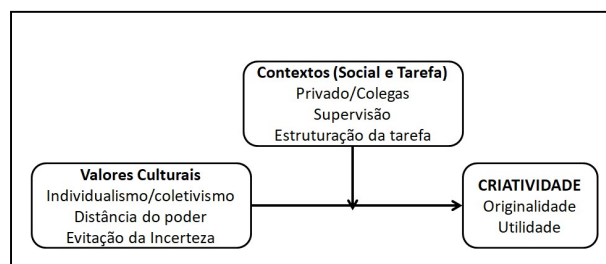 Contextos (Social e Tarefa)
Privado/Colegas
Supervisão
Estruturação da tarefa
Valores Culturais
Individualismo/coletivismo
Distância do poder
Evitação da Incerteza
CRIATIVIDADE
Originalidade
Utilidade